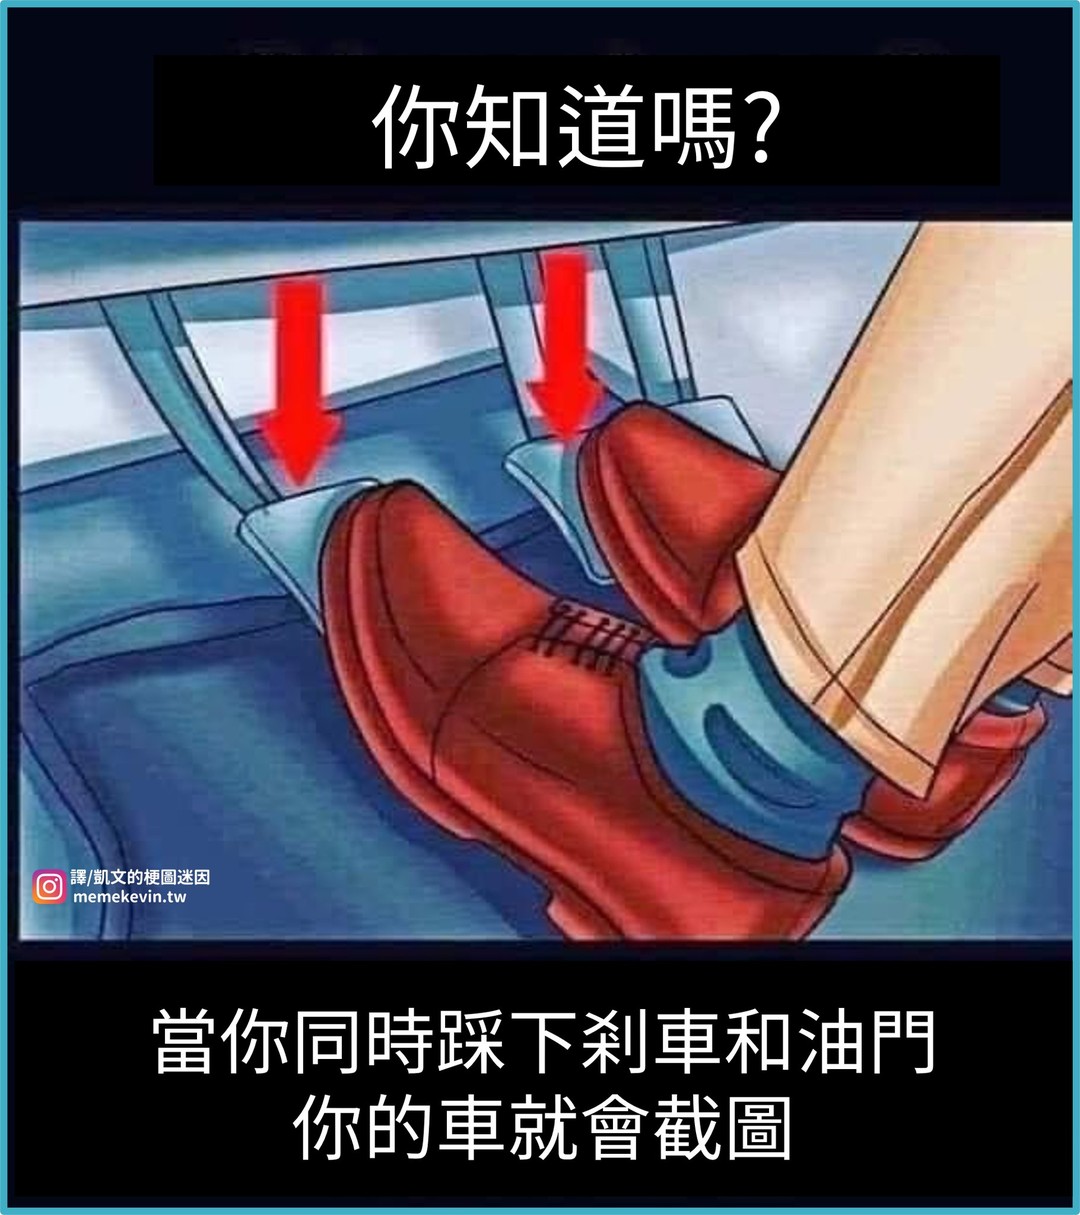 你知道嗎?
譯/凱文的梗圖迷因
memekevin.tw
當你同時踩下剎車和油門
你的車就會截圖